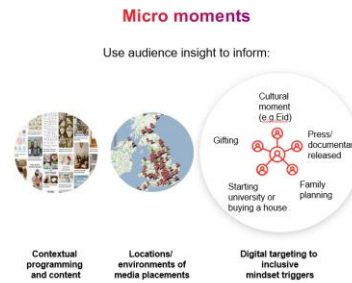 Micro moments
Use audience insight to inform:
Cultural
moment
(e.g Eid)
Gifting
Press/
documentar
released
Starting
university or
buying a house
Family
planning
Contextual
programming
and content
Locations/
environments of
media placements
Digital targeting to
inclusive
mindset triggers